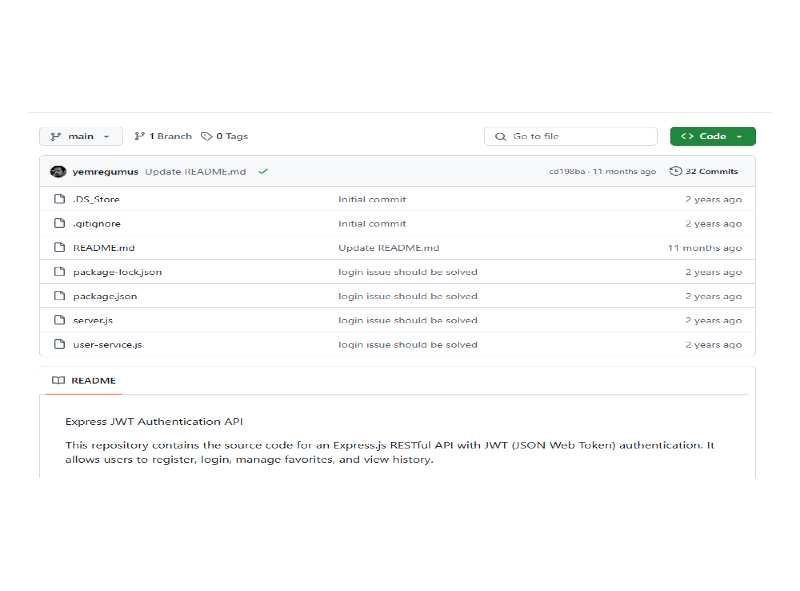 main 1 Branch 0 Tags Go to file Code
yemregumus Update README.md cd198ba · 11 months ago 32 Commits
.DS_Store Initial commit 2 years ago
.gitignore Initial commit 2 years ago
README.md Update README.md 11 months ago
package-lock.json login issue should be solved 2 years ago
package.json login issue should be solved 2 years ago
server.js login issue should be solved 2 years ago
user-service.js login issue should be solved 2 years ago
README
Express JWT Authentication API
This repository contains the source code for an Express.js RESTful API with JWT (JSON Web Token) authentication. It
allows users to register, login, manage favorites, and view history.